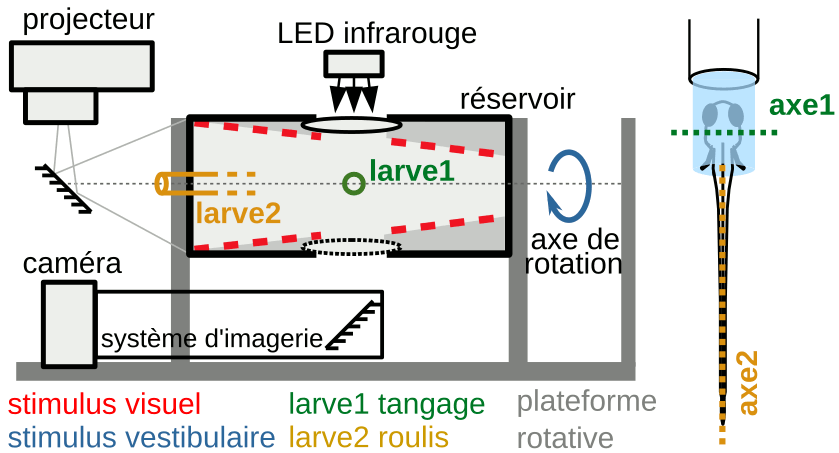 projecteur
LED infrarouge
réservoir
axe1
larve1
larve2
axe de
rotation
caméra
système d'imagerie
axe2
stimulus visuel
larve1 tangage
plateforme
stimulus vestibulaire
larve2 roulis
rotative